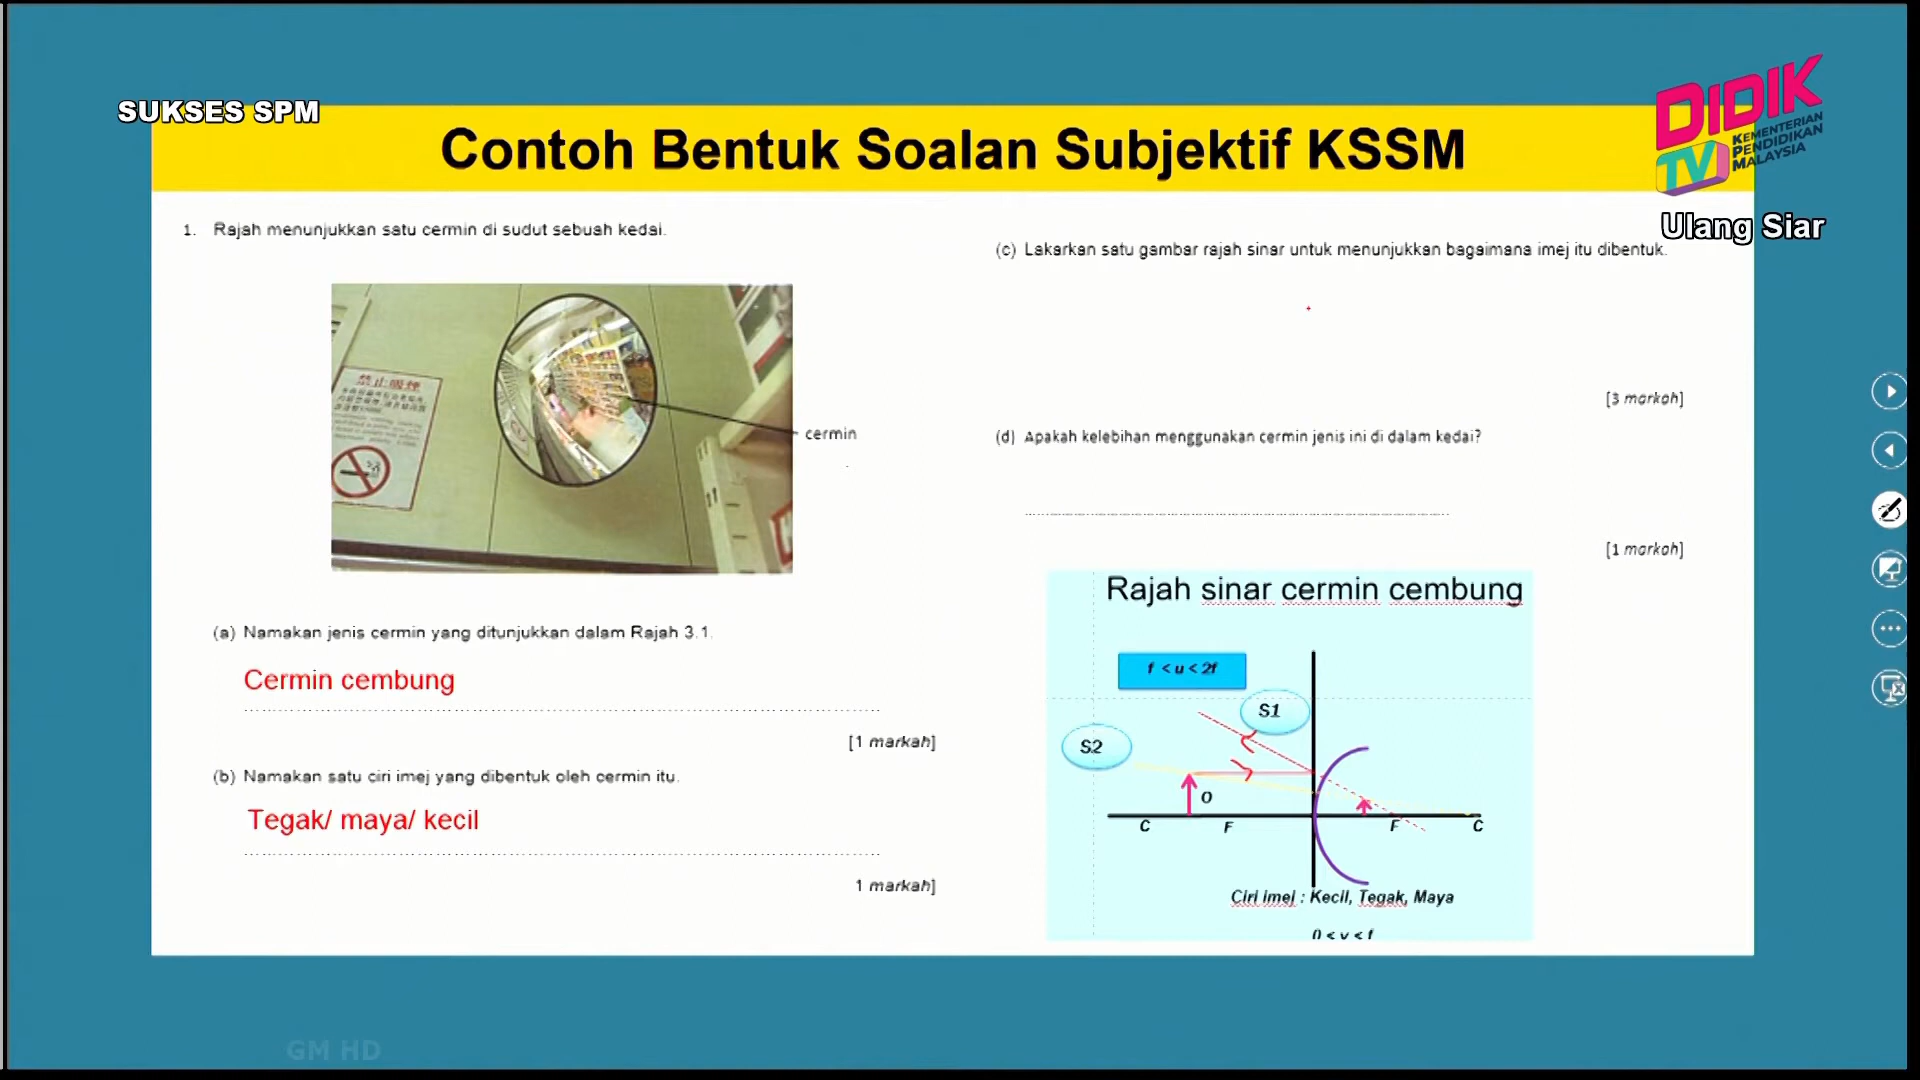 SUKSES SPM
Contoh Bentuk Soalan Subjektif KSSM
DIDIK
TV
KEMENTERIAN
PENDIDIKAN
MALAYSIA
Ulang Siar
1. Rajah menunjukkan satu cermin di sudut sebuah kedai.
禁止吸煙
cermin
(a) Namakan jenis cermin yang ditunjukkan dalam Rajah 3.1.
Cermin cembung
[1 markah]
(b) Namakan satu ciri imej yang dibentuk oleh cermin itu.
Tegak/ maya/ kecil
1 markah]
(c) Lakarkan satu gambar rajah sinar untuk menunjukkan bagaimana imej itu dibentuk.
[3 markah]
(d) Apakah kelebihan menggunakan cermin jenis ini di dalam kedai?
[1 markah]
Rajah sinar cermin cembung
f < u < 2f
S1
S2
O
C F F C
Ciri imej : Kecil, Tegak, Maya
0 < v < f
GM HD